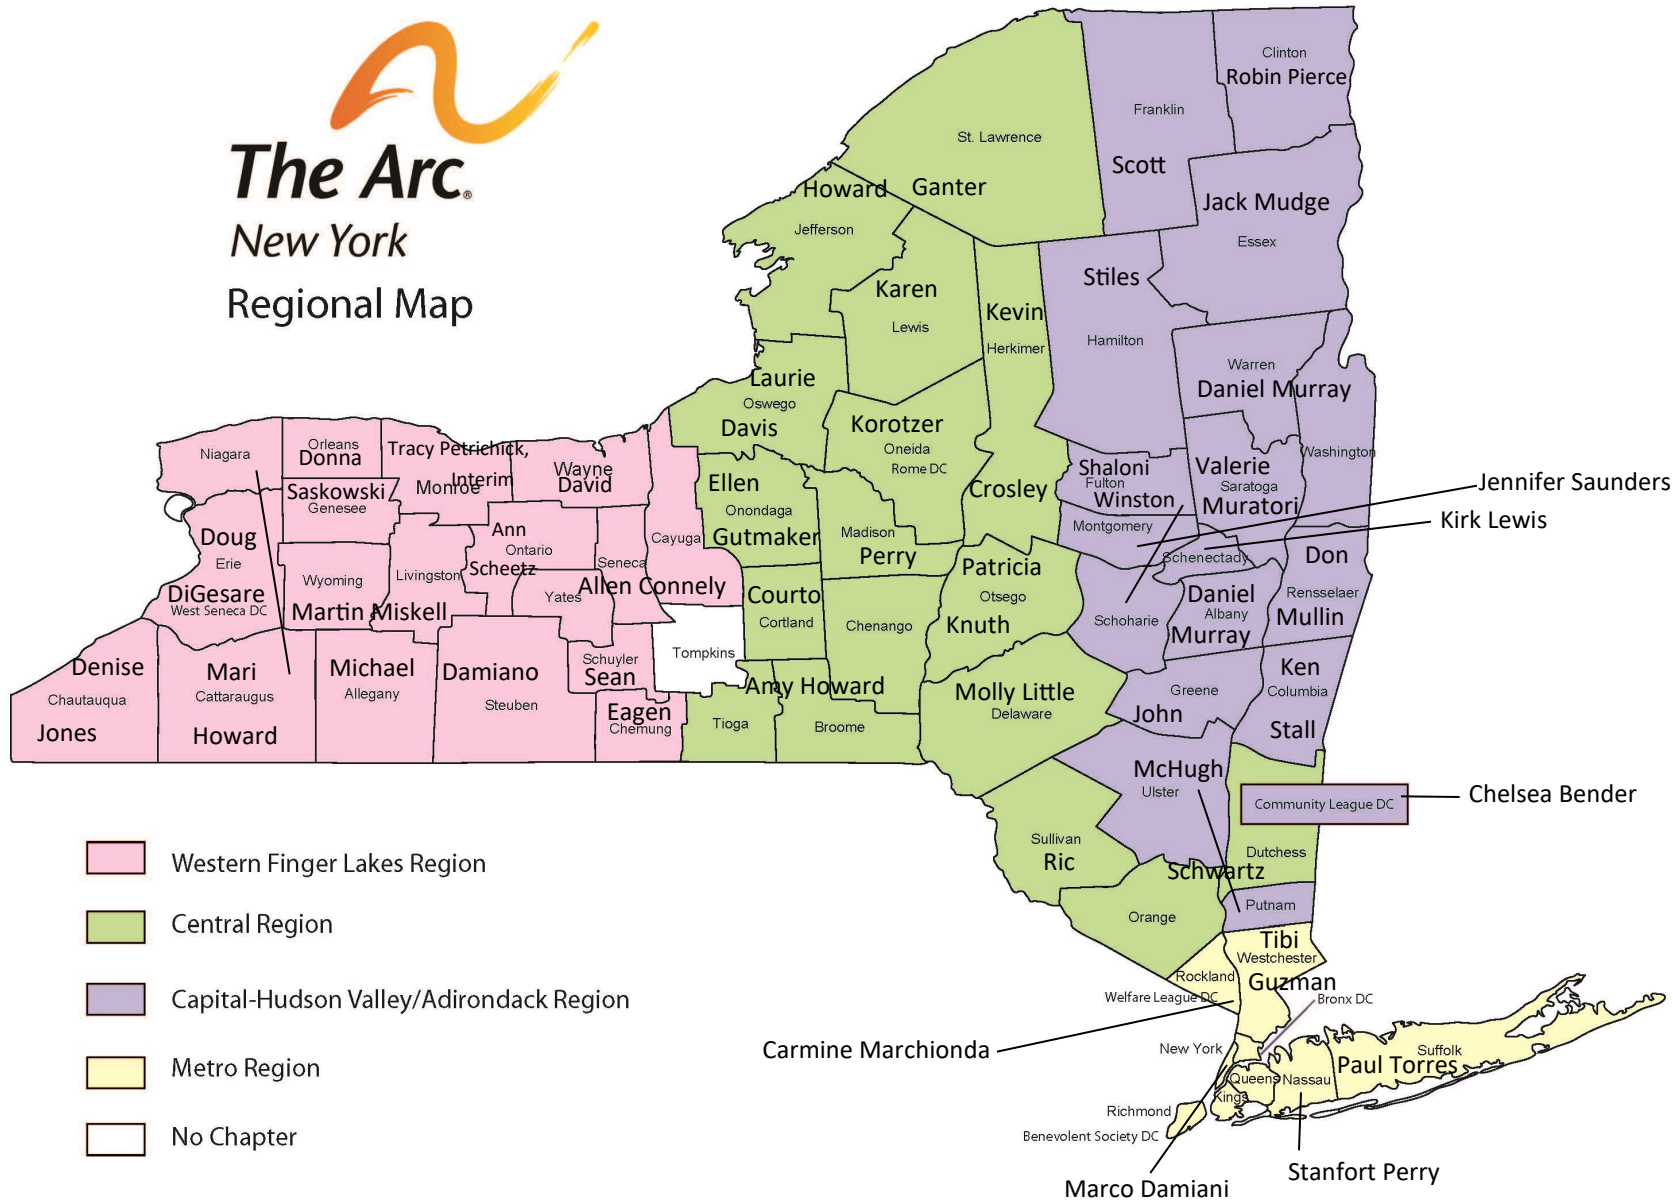 The Arc®
New York
Regional Map
Clinton
Robin Pierce
Franklin
Scott
St. Lawrence
Howard Ganter
Jefferson
Jack Mudge
Essex
Stiles
Hamilton
Karen
Lewis
Kevin
Herkimer
Crosley
Warren
Daniel Murray
Washington
Laurie
Oswego
Davis
Korotzer
Oneida
Rome DC
Niagara
Orleans
Donna
Saskowski
Genesee
Tracy Petrichick,
Interim
Monroe
Wayne
David
Ellen
Onondaga
Gutmaker
Madison
Perry
Shaloni
Fulton
Winston
Montgomery
Valerie
Saratoga
Muratori
Jennifer Saunders
Kirk Lewis
Schenectady
Doug
Erie
DiGesare
West Seneca DC
Wyoming
Livingston
Martin Miskell
Ann
Ontario
Scheetz
Seneca
Cayuga
Yates
Allen Connely
Courto
Cortland
Chenango
Patricia
Otsego
Knuth
Schoharie
Daniel
Albany
Murray
Don
Rensselaer
Mullin
Denise
Chautauqua
Jones
Mari
Cattaraugus
Howard
Michael
Allegany
Damiano
Steuben
Schuyler
Sean
Eagen
Chemung
Tompkins
Amy Howard
Tioga
Broome
Molly Little
Delaware
Greene
John
Ken
Columbia
Stall
McHugh
Ulster
Community League DC
Chelsea Bender
Sullivan
Ric
Schwartz
Dutchess
Orange
Putnam
Tibi
Westchester
Guzman
Rockland
Welfare League DC
Bronx DC
Carmine Marchionda
New York
Queens
Kings
Nassau
Suffolk
Paul Torres
Richmond
Benevolent Society DC
Marco Damiani
Stanfort Perry
Western Finger Lakes Region
Central Region
Capital-Hudson Valley/Adirondack Region
Metro Region
No Chapter